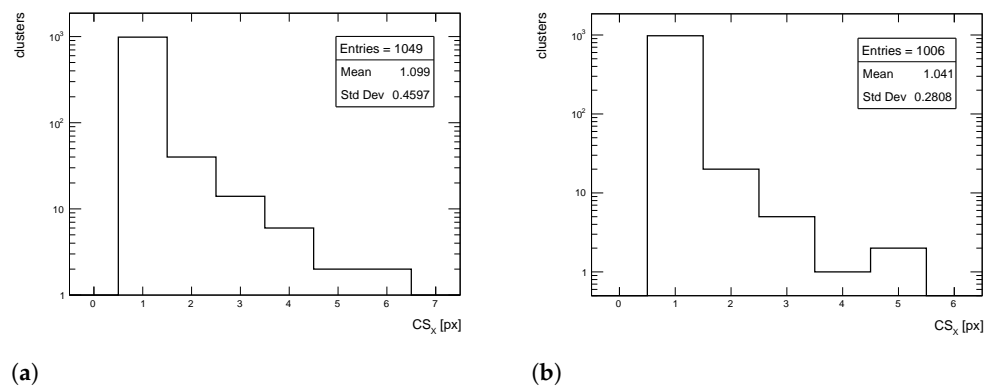 clusters
10³
10²
10
1
Entries = 1049
Mean 1.099
Std Dev 0.4597
0 1 2 3 4 5 6 7
CSₓ [px]
(a)
clusters
10³
10²
10
1
Entries = 1006
Mean 1.041
Std Dev 0.2808
0 1 2 3 4 5 6
CSₓ [px]
(b)